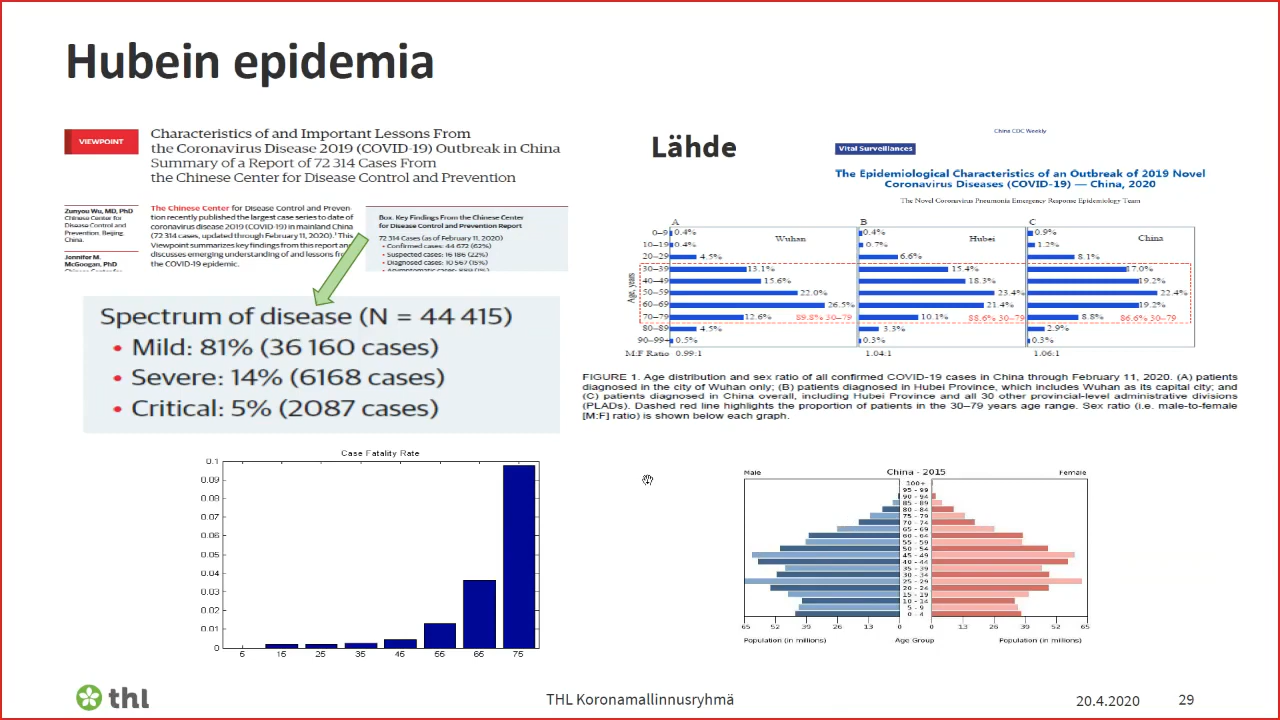 Hubein epidemia
VIEWPOINT
Characteristics of and Important Lessons From
the Coronavirus Disease 2019 (COVID-19) Outbreak in China
Summary of a Report of 72 314 Cases From
the Chinese Center for Disease Control and Prevention
Zunyou Wu, MD, PhD
Chinese Center for
Disease Control and
Prevention, Beijing,
China.
Jennifer M.
McGoogan, PhD
Chinese Center for
The Chinese Center for Disease Control and Preven-
tion recently published the largest case series to date of
coronavirus disease 2019 (COVID-19) in mainland China
(72 314 cases, updated through February 11, 2020).¹ This
Viewpoint summarizes key findings from this report and
discusses emerging understanding of and lessons from
the COVID-19 epidemic.
Box. Key Findings From the Chinese Center
for Disease Control and Prevention Report
72 314 Cases (as of February 11, 2020)
• Confirmed cases: 44 672 (62%)
• Suspected cases: 16 186 (22%)
• Diagnosed cases: 10 567 (15%)
• Asymptomatic cases: 889 (1%)
Spectrum of disease (N = 44 415)
• Mild: 81% (36 160 cases)
• Severe: 14% (6168 cases)
• Critical: 5% (2087 cases)
Lähde
China CDC Weekly
Vital Surveillances
The Epidemiological Characteristics of an Outbreak of 2019 Novel
Coronavirus Diseases (COVID-19) — China, 2020
The Novel Coronavirus Pneumonia Emergency Response Epidemiology Team
A B C
Wuhan Hubei China
Age, years
0–9 0.4% 0.4% 0.9%
10–19 0.4% 0.7% 1.2%
20–29 4.5% 6.6% 8.1%
30–39 13.1% 15.4% 17.0%
40–49 15.6% 18.3% 19.2%
50–59 22.0% 23.4% 22.4%
60–69 26.5% 21.4% 19.2%
70–79 12.6% 89.8% 30–79 10.1% 88.6% 30–79 8.8% 86.6% 30–79
80–89 4.5% 3.3% 2.9%
90–99+ 0.5% 0.3% 0.3%
M:F Ratio 0.99:1 1.04:1 1.06:1
FIGURE 1. Age distribution and sex ratio of all confirmed COVID-19 cases in China through February 11, 2020. (A) patients
diagnosed in the city of Wuhan only; (B) patients diagnosed in Hubei Province, which includes Wuhan as its capital city; and
(C) patients diagnosed in China overall, including Hubei Province and all 30 other provincial-level administrative divisions
(PLADs). Dashed red line highlights the proportion of patients in the 30–79 years age range. Sex ratio (i.e. male-to-female
[M:F] ratio) is shown below each graph.
Case Fatality Rate
0.1
0.09
0.08
0.07
0.06
0.05
0.04
0.03
0.02
0.01
0
5 15 25 35 45 55 65 75
Male China - 2015 Female
100+
95 - 99
90 - 94
85 - 89
80 - 84
75 - 79
70 - 74
65 - 69
60 - 64
55 - 59
50 - 54
45 - 49
40 - 44
35 - 39
30 - 34
25 - 29
20 - 24
15 - 19
10 - 14
5 - 9
0 - 4
65 52 39 26 13 0 0 13 26 39 52 65
Population (in millions) Age Group Population (in millions)
thl
THL Koronamallinnusryhmä
20.4.2020
29